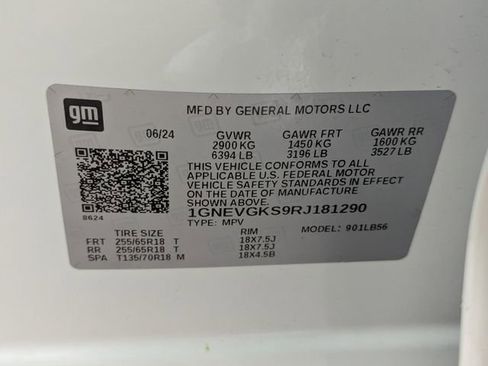 gm
MFD BY GENERAL MOTORS LLC
06/24 GVWR GAWR FRT GAWR RR
2900 KG 1450 KG 1600 KG
6394 LB 3196 LB 3527 LB
THIS VEHICLE CONFORMS TO ALL
APPLICABLE U.S. FEDERAL MOTOR
VEHICLE SAFETY STANDARDS IN EFFECT
ON THE DATE OF MANUFACTURE
1GNEVGKS9RJ181290
8624
TYPE: MPV
TIRE SIZE RIM MODEL: 901LB56
FRT 255/65R18 T 18X7.5J
RR 255/65R18 T 18X7.5J
SPA T135/70R18 M 18X4.5B